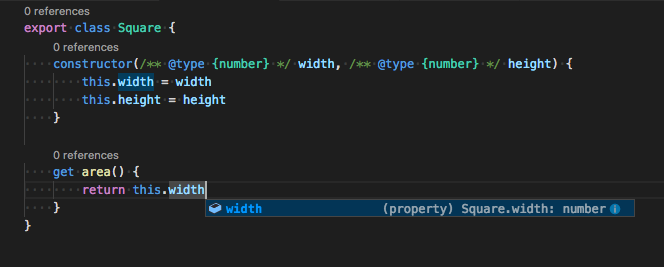 0 references
export class Square {
0 references
constructor(/** @type {number} */ width, /** @type {number} */ height) {
this.width = width
this.height = height
}
0 references
get area() {
return this.width
width (property) Square.width: number
}
}